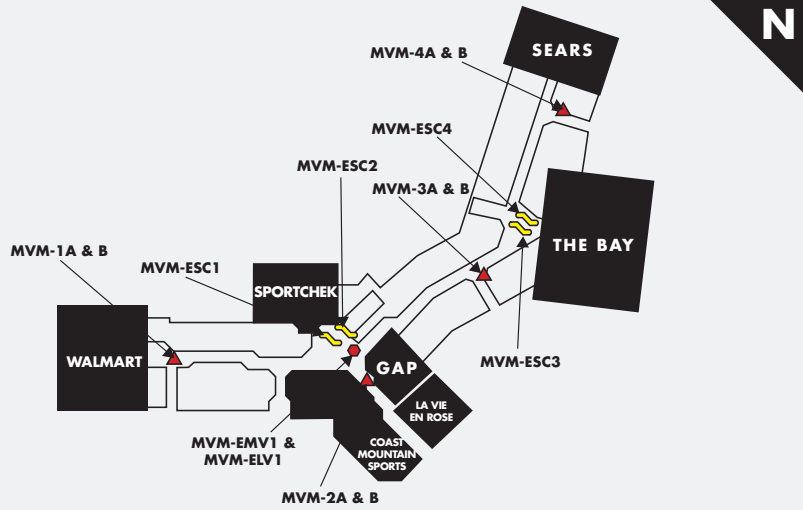 N
SEARS
MVM-4A & B
MVM-ESC4
MVM-ESC2
MVM-3A & B
THE BAY
MVM-1A & B
MVM-ESC1
SPORTCHEK
WALMART
GAP
MVM-ESC3
LA VIE
EN ROSE
MVM-EMV1 &
MVM-ELV1
COAST
MOUNTAIN
SPORTS
MVM-2A & B